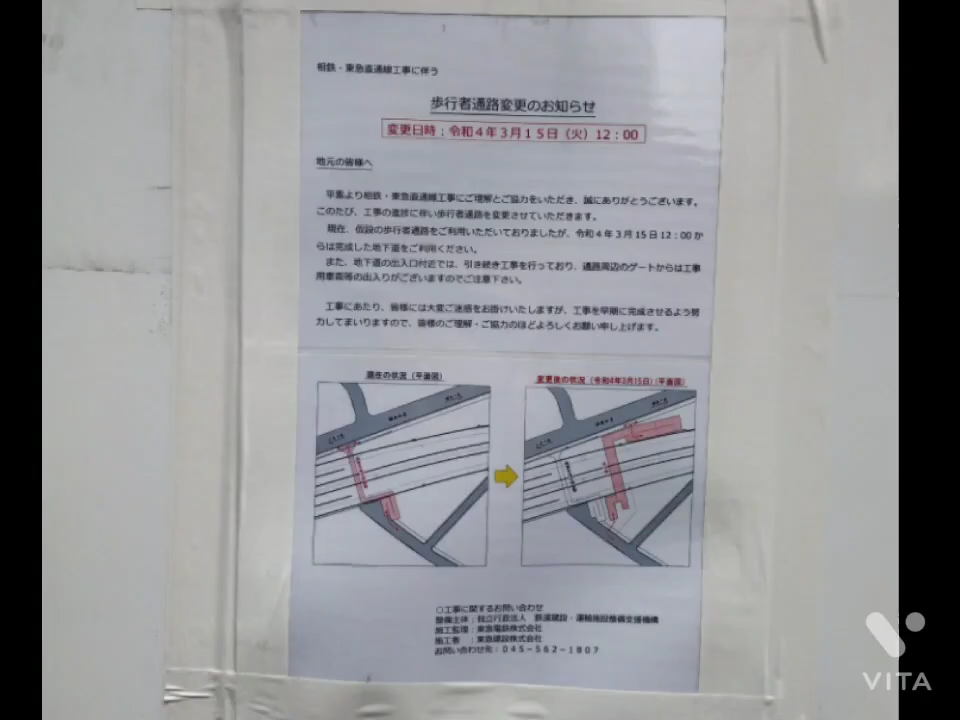 相鉄・東急直通線工事に伴う
歩行者通路変更のお知らせ
変更日時：令和４年３月１５日（火）１２：００
地元の皆様へ
平素より相鉄・東急直通線工事にご理解とご協力をいただき、誠にありがとうございます。
このたび、工事の進捗に伴い歩行者通路を変更させていただきます。
現在、仮設の歩行者通路をご利用いただいておりましたが、令和４年３月１５日１２：００か
らは完成した地下道をご利用ください。
また、地下道の出入口付近では、引き続き工事を行っており、通路周辺のゲートからは工事
用車両等の出入りがございますのでご注意下さい。
工事にあたり、皆様には大変ご迷惑をお掛けいたしますが、工事を早期に完成させるよう努
力してまいりますので、皆様のご理解・ご協力のほどよろしくお願い申し上げます。
現在の状況（平面図）
変更後の状況（令和4年3月15日）（平面図）
○工事に関するお問い合わせ
整備主体：独立行政法人　鉄道建設・運輸施設整備支援機構
施工監理：東急電鉄株式会社
施工者　：東急建設株式会社
お問い合わせ先：０４５－５６２－１８０７
VITA